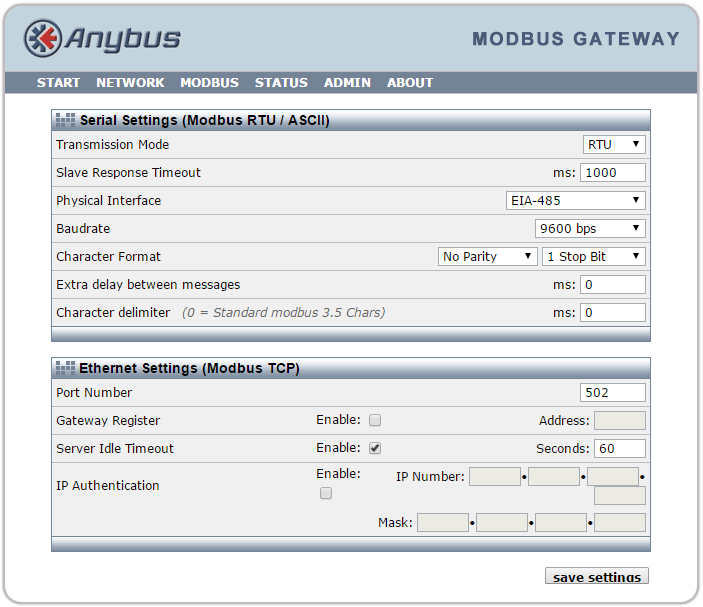 Anybus
MODBUS GATEWAY
START NETWORK MODBUS STATUS ADMIN ABOUT
Serial Settings (Modbus RTU / ASCII)
Transmission Mode RTU
Slave Response Timeout ms: 1000
Physical Interface EIA-485
Baudrate 9600 bps
Character Format No Parity 1 Stop Bit
Extra delay between messages ms: 0
Character delimiter (0 = Standard modbus 3.5 Chars) ms: 0
Ethernet Settings (Modbus TCP)
Port Number 502
Gateway Register Enable: Address:
Server Idle Timeout Enable: Seconds: 60
IP Authentication Enable: IP Number:
Mask:
save settings